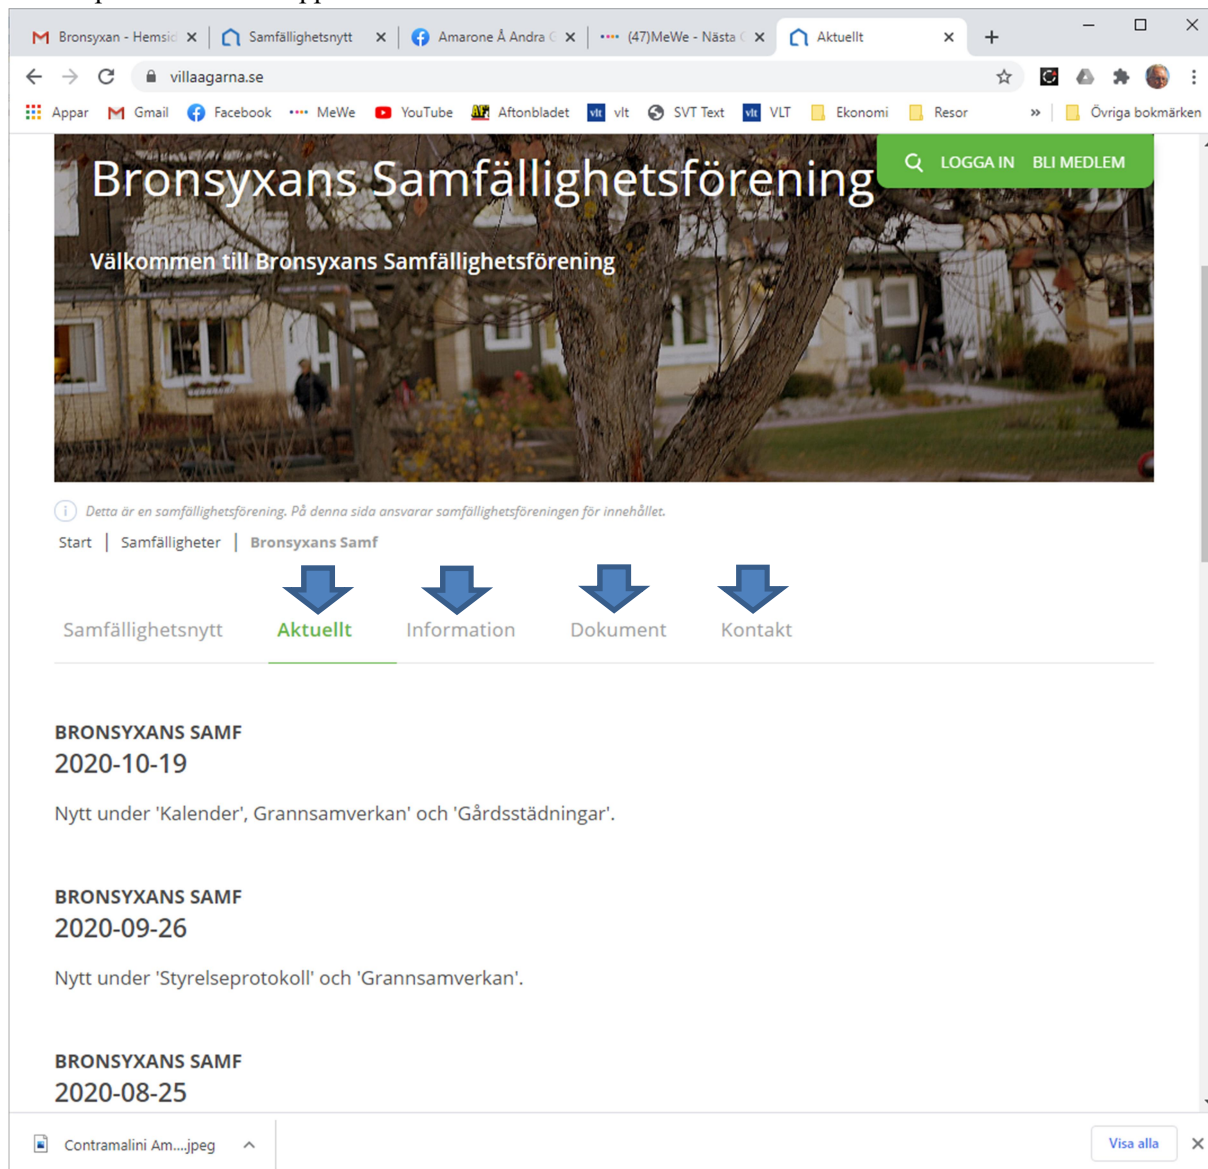 Bronsyxan - Hemsid
Samfällighetsnytt
Amarone Å Andra G
(47)MeWe - Nästa G
Aktuellt
villaagarna.se
Appar Gmail Facebook MeWe YouTube Aftonbladet vlt SVT Text VLT Ekonomi Resor » Övriga bokmärken
LOGGA IN BLI MEDLEM
Bronsyxans Samfällighetsförening
Välkommen till Bronsyxans Samfällighetsförening
Detta är en samfällighetsförening. På denna sida ansvarar samfällighetsföreningen för innehållet.
Start | Samfälligheter | Bronsyxans Samf
Samfällighetsnytt Aktuellt Information Dokument Kontakt
BRONSYXANS SAMF
2020-10-19
Nytt under 'Kalender', Grannsamverkan' och 'Gårdsstädningar'.
BRONSYXANS SAMF
2020-09-26
Nytt under 'Styrelseprotokoll' och 'Grannsamverkan'.
BRONSYXANS SAMF
2020-08-25
Contramalini Am....jpeg
Visa alla